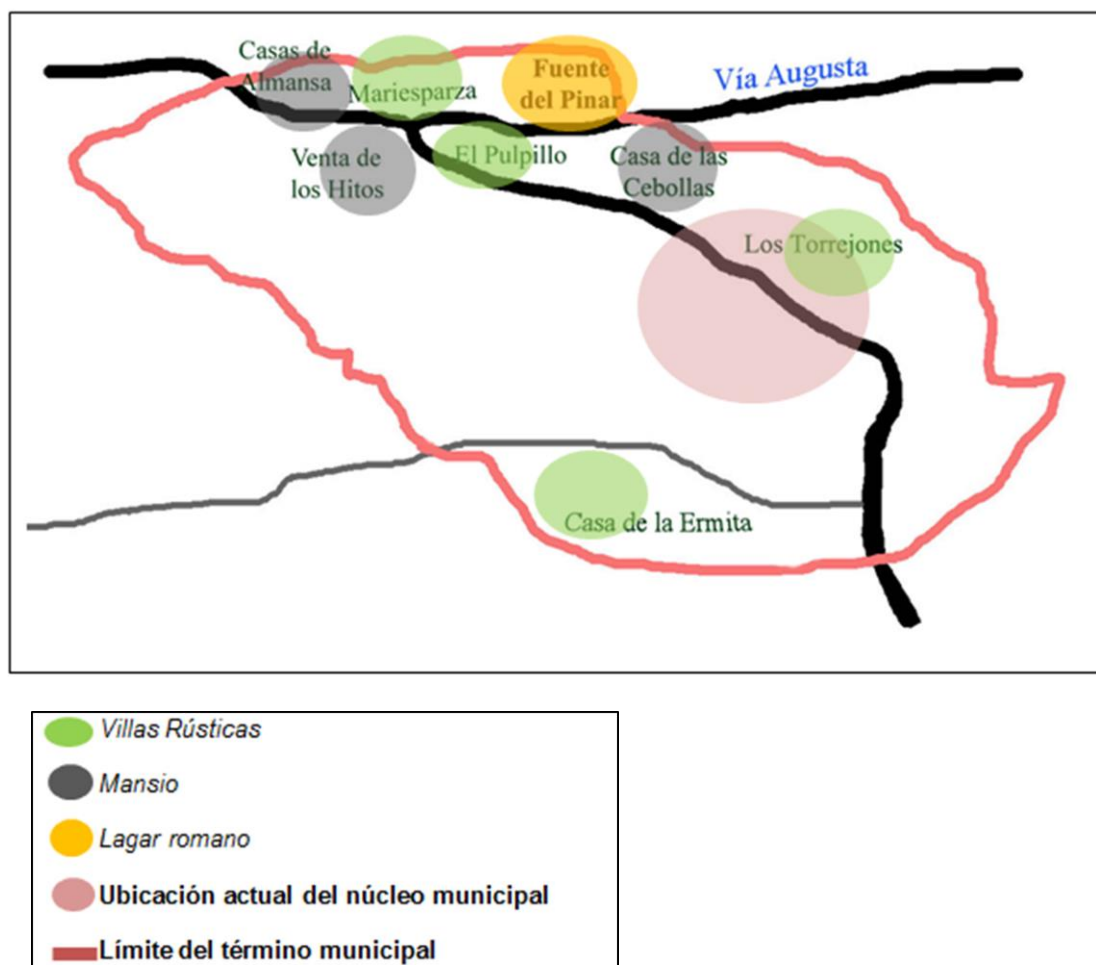 Casas de
Almansa
Mariesparza
Fuente
del Pinar
Vía Augusta
Venta de
los Hitos
El Pulpillo
Casa de las
Cebollas
Los Torrejones
Casa de la Ermita
Villas Rústicas
Mansio
Lagar romano
Ubicación actual del núcleo municipal
Límite del término municipal